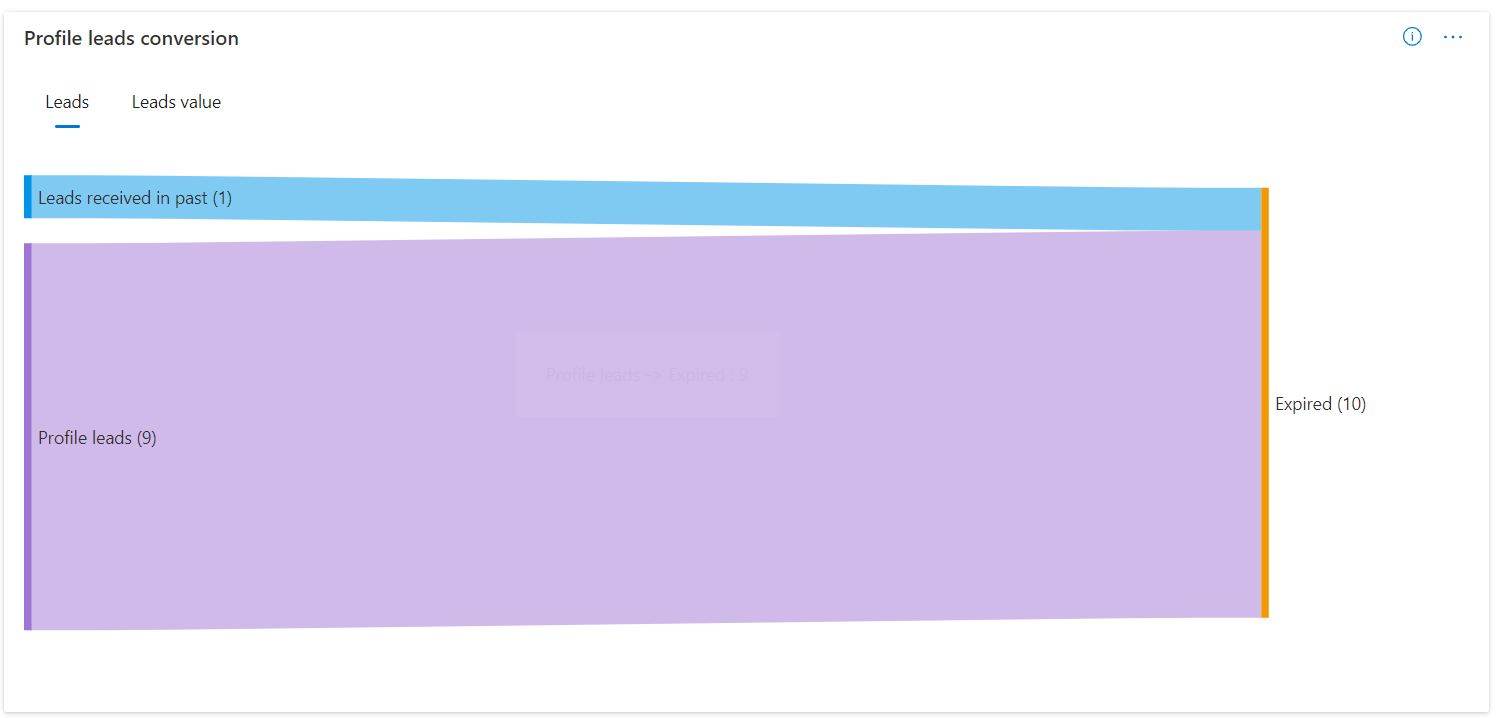 Profile leads conversion
Leads
Leads value
Leads received in past (1)
Profile leads -> Expired : 9
Expired (10)
Profile leads (9)